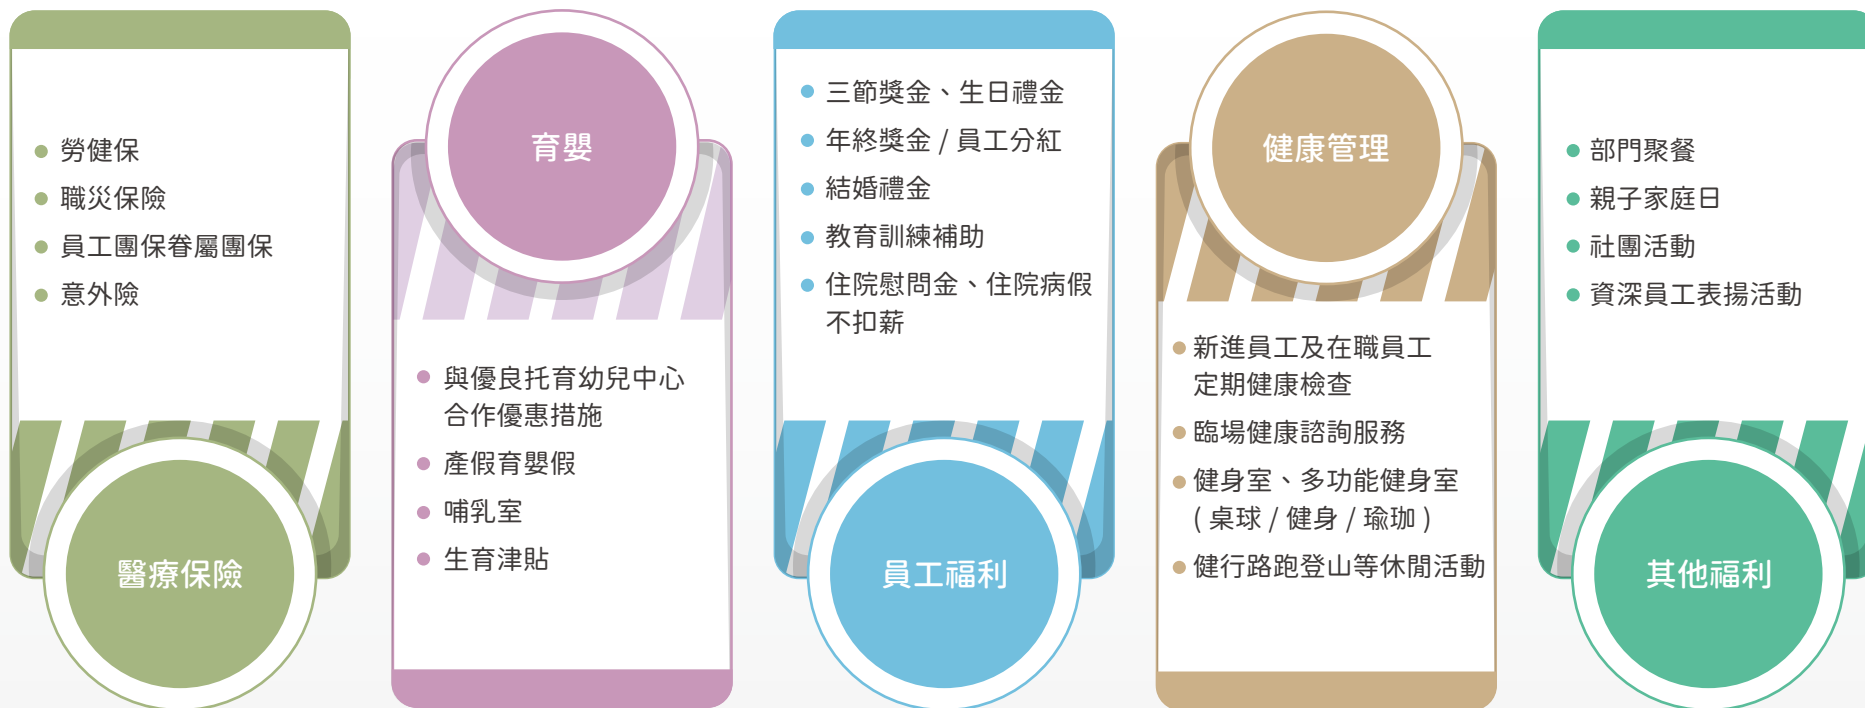 勞健保
職災保險
員工團保眷屬團保
意外險
醫療保險
育嬰
與優良托育幼兒中心
合作優惠措施
產假育嬰假
哺乳室
生育津貼
三節獎金、生日禮金
年終獎金 / 員工分紅
結婚禮金
教育訓練補助
住院慰問金、住院病假
不扣薪
員工福利
健康管理
新進員工及在職員工
定期健康檢查
臨場健康諮詢服務
健身室、多功能健身室
( 桌球 / 健身 / 瑜珈 )
健行路跑登山等休閒活動
部門聚餐
親子家庭日
社團活動
資深員工表揚活動
其他福利